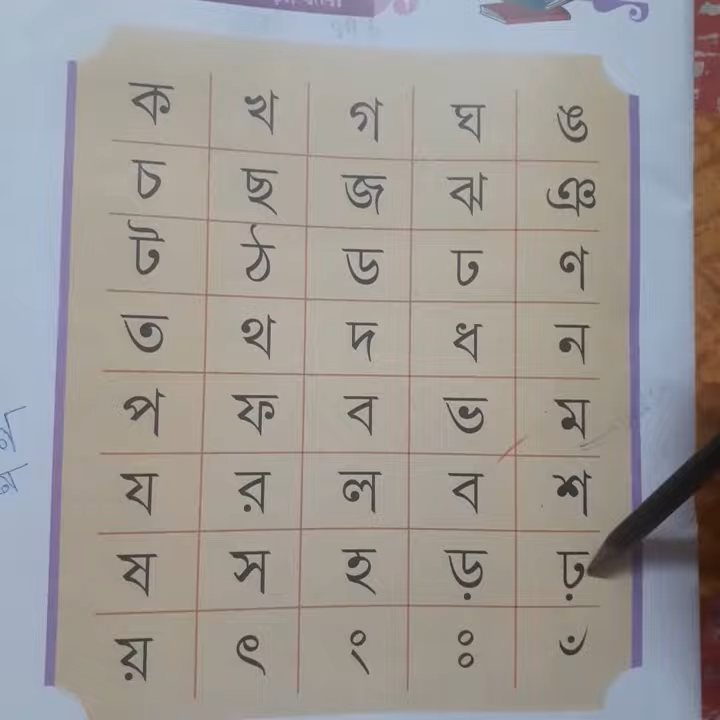 ক খ গ ঘ ঙ
চ ছ জ ঝ ঞ
ট ঠ ড ঢ ণ
ত থ দ ধ ন
প ফ ব ভ ম
য র ল ব শ
ষ স হ ড় ঢ়
য় ৎ ং ঃ ঁ